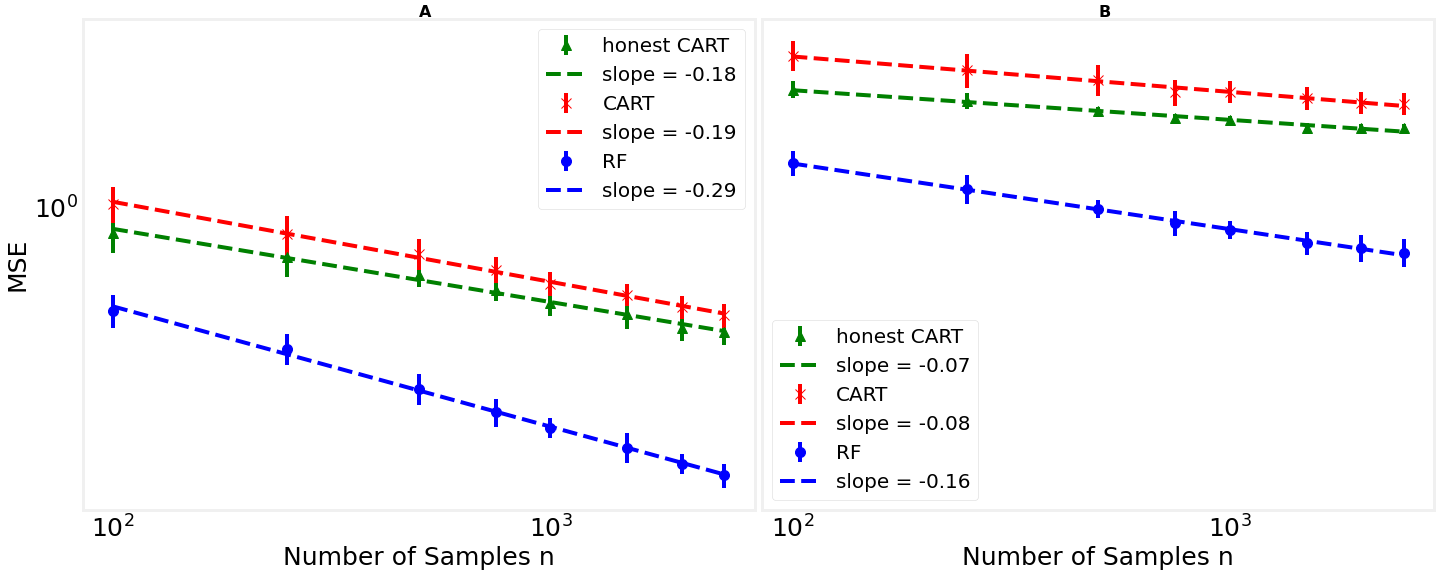 A
B
honest CART
slope = -0.18
CART
slope = -0.19
RF
slope = -0.29
10^0
MSE
honest CART
slope = -0.07
CART
slope = -0.08
RF
slope = -0.16
10^2
10^3
10^2
10^3
Number of Samples n
Number of Samples n